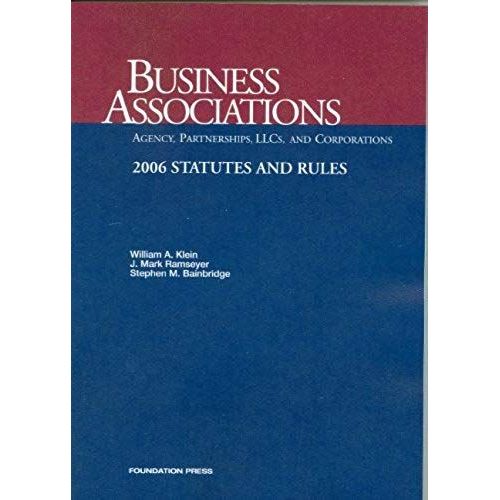 BUSINESS
ASSOCIATIONS
AGENCY, PARTNERSHIPS, LLCS, AND CORPORATIONS
2006 STATUTES AND RULES
William A. Klein
J. Mark Ramseyer
Stephen M. Bainbridge
FOUNDATION PRESS